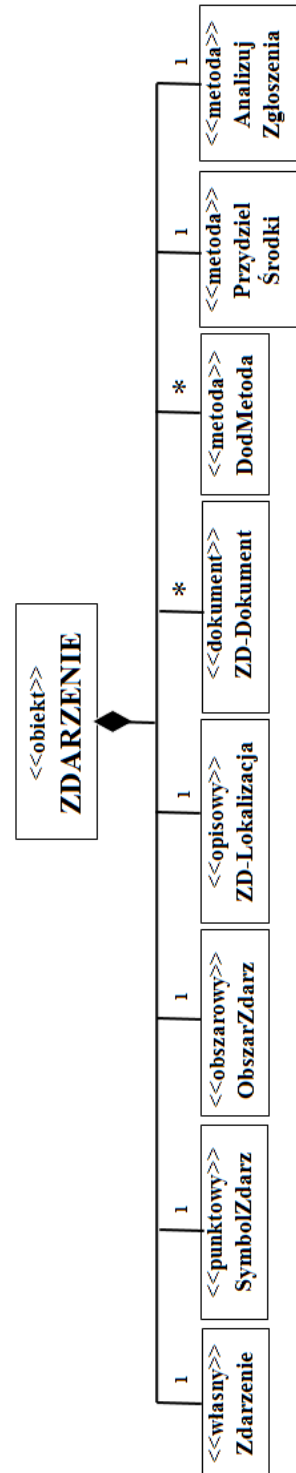 <<obiekt>>
ZDARZENIE
1
1
1
1
*
*
1
1
<<własny>>
Zdarzenie
<<punktowy>>
SymbolZdarz
<<obszarowy>>
ObszarZdarz
<<opisowy>>
ZD-Lokalizacja
<<dokument>>
ZD-Dokument
<<metoda>>
DodMetoda
<<metoda>>
Przydziel
Środki
<<metoda>>
Analizuj
Zgłoszenia